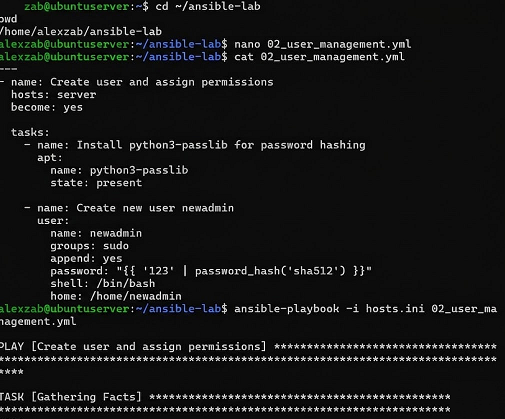 zab@ubuntuserver:~$ cd ~/ansible-lab
owd
/home/alexzab/ansible-lab
alexzab@ubuntuserver:~/ansible-lab$ nano 02_user_management.yml
alexzab@ubuntuserver:~/ansible-lab$ cat 02_user_management.yml
---
- name: Create user and assign permissions
  hosts: server
  become: yes

  tasks:
    - name: Install python3-passlib for password hashing
      apt:
        name: python3-passlib
        state: present

    - name: Create new user newadmin
      user:
        name: newadmin
        groups: sudo
        append: yes
        password: "{{ '123' | password_hash('sha512') }}"
        shell: /bin/bash
        home: /home/newadmin
alexzab@ubuntuserver:~/ansible-lab$ ansible-playbook -i hosts.ini 02_user_ma
nagement.yml

PLAY [Create user and assign permissions] *********************************
*****************************************************************
****

TASK [Gathering Facts] ********************************************
*****************************************************************